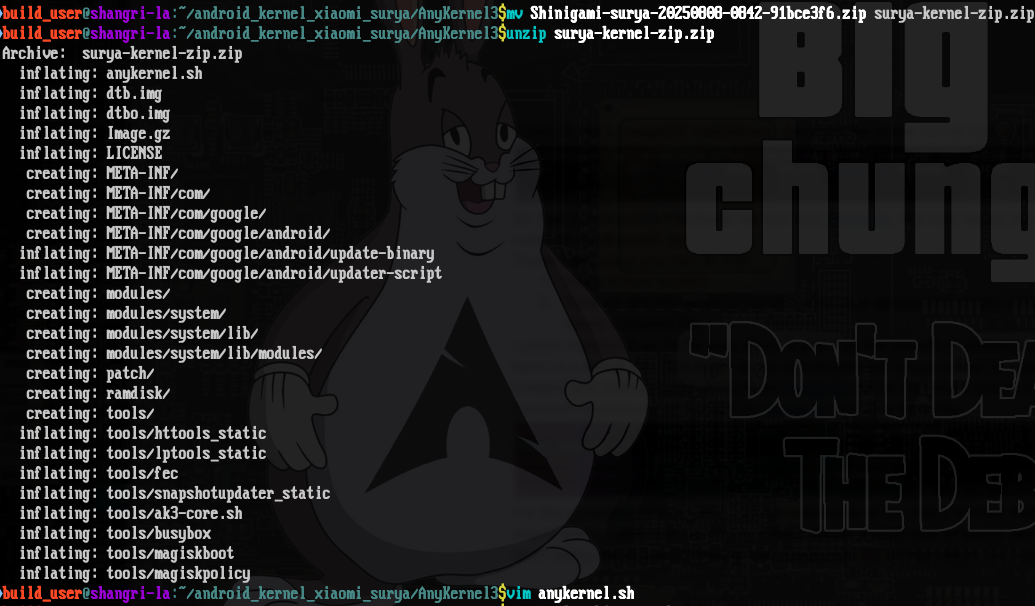 build_user@shangri-la:~/android_kernel_xiaomi_surya/AnyKernel3$mv Shinigami-surya-20250808-0842-91bce3f6.zip surya-kernel-zip.zip
build_user@shangri-la:~/android_kernel_xiaomi_surya/AnyKernel3$unzip surya-kernel-zip.zip
Archive:  surya-kernel-zip.zip
  inflating: anykernel.sh
  inflating: dtb.img
  inflating: dtbo.img
  inflating: Image.gz
  inflating: LICENSE
   creating: META-INF/
   creating: META-INF/com/
   creating: META-INF/com/google/
   creating: META-INF/com/google/android/
  inflating: META-INF/com/google/android/update-binary
  inflating: META-INF/com/google/android/updater-script
   creating: modules/
   creating: modules/system/
   creating: modules/system/lib/
   creating: modules/system/lib/modules/
   creating: patch/
   creating: ramdisk/
   creating: tools/
  inflating: tools/httools_static
  inflating: tools/lptools_static
  inflating: tools/fec
  inflating: tools/snapshotupdater_static
  inflating: tools/ak3-core.sh
  inflating: tools/busybox
  inflating: tools/magiskboot
  inflating: tools/magiskpolicy
build_user@shangri-la:~/android_kernel_xiaomi_surya/AnyKernel3$vim anykernel.sh
Big
chung
"DON'T DEA
THE DEB